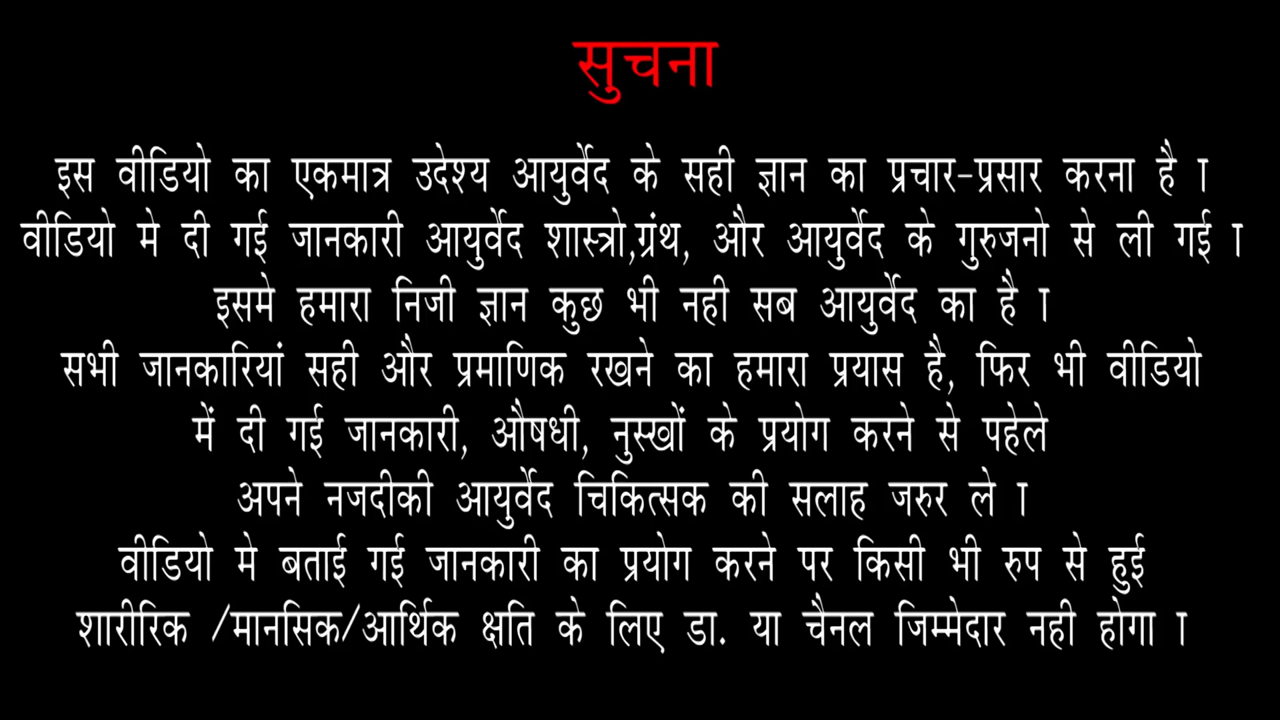 सुचना
इस वीडियो का एकमात्र उदेश्य आयुर्वेद के सही ज्ञान का प्रचार-प्रसार करना है ा
वीडियो मे दी गई जानकारी आयुर्वेद शास्त्रो,ग्रंथ, और आयुर्वेद के गुरुजनो से ली गई ा
इसमे हमारा निजी ज्ञान कुछ भी नही सब आयुर्वेद का है ा
सभी जानकारियां सही और प्रमाणिक रखने का हमारा प्रयास है, फिर भी वीडियो
में दी गई जानकारी, औषधी, नुस्खों के प्रयोग करने से पहेले
अपने नजदीकी आयुर्वेद चिकित्सक की सलाह जरुर ले ा
वीडियो मे बताई गई जानकारी का प्रयोग करने पर किसी भी रुप से हुई
शारीरिक /मानसिक/आर्थिक क्षति के लिए डा. या चैनल जिम्मेदार नही होगा ा